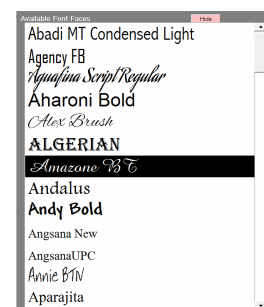 Available Font Faces Hide
Abadi MT Condensed Light
Agency FB
Aguafina Script Regular
Aharoni Bold
Alex Brush
ALGERIAN
Amazone BT
Andalus
Andy Bold
Angsana New
AngsanaUPC
Annie BTN
Aparajita